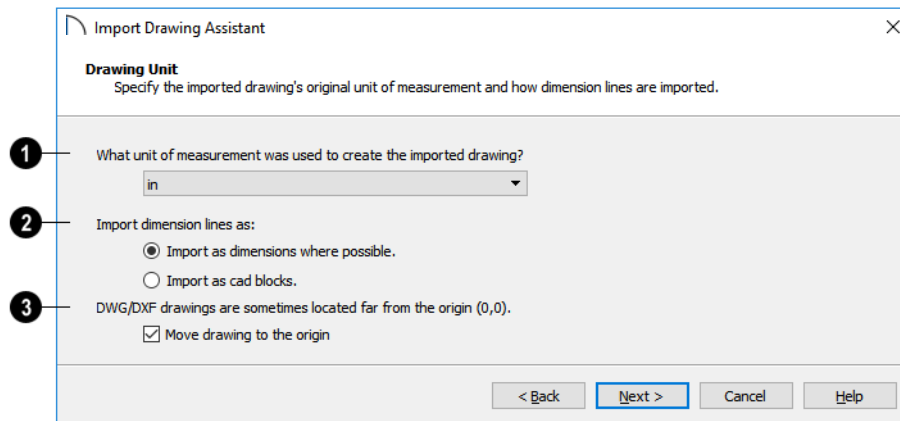 Import Drawing Assistant
Drawing Unit
Specify the imported drawing's original unit of measurement and how dimension lines are imported.
1 What unit of measurement was used to create the imported drawing?
in
2 Import dimension lines as:
Import as dimensions where possible.
Import as cad blocks.
3 DWG/DXF drawings are sometimes located far from the origin (0,0).
Move drawing to the origin
< Back Next > Cancel Help